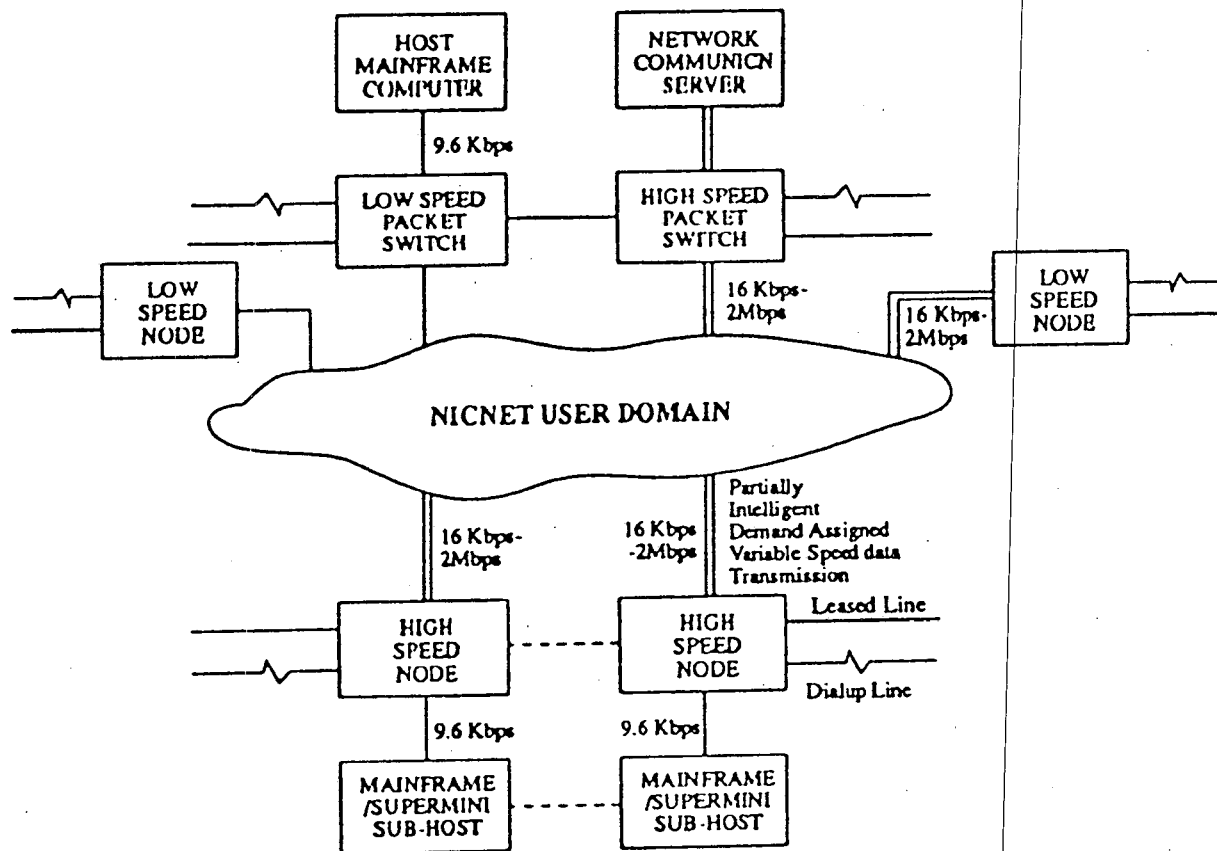 HOST
MAINFRAME
COMPUTER
NETWORK
COMMUNICN
SERVER
9.6 Kbps
LOW SPEED
PACKET
SWITCH
HIGH SPEED
PACKET
SWITCH
LOW
SPEED
NODE
16 Kbps-
2Mbps
16 Kbps-
2Mbps
LOW
SPEED
NODE
NICNET USER DOMAIN
16 Kbps-
2Mbps
16 Kbps
-2Mbps
Partially
Intelligent
Demand Assigned
Variable Speed data
Transmission
HIGH
SPEED
NODE
HIGH
SPEED
NODE
Leased Line
Dialup Line
9.6 Kbps
9.6 Kbps
MAINFRAME
/SUPERMINI
SUB-HOST
MAINFRAME
/SUPERMINI
SUB-HOST